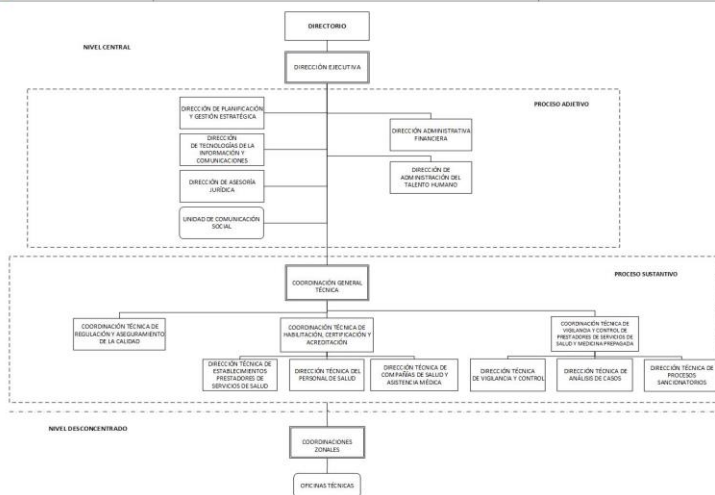 DIRECTORIO
NIVEL CENTRAL
DIRECCIÓN EJECUTIVA
PROCESO ADJETIVO
DIRECCIÓN DE PLANIFICACIÓN
Y GESTIÓN ESTRATÉGICA
DIRECCIÓN ADMINISTRATIVA
FINANCIERA
DIRECCIÓN
DE TECNOLOGÍAS DE LA
INFORMACIÓN Y
COMUNICACIONES
DIRECCIÓN DE
ADMINISTRACIÓN DEL
TALENTO HUMANO
DIRECCIÓN DE ASESORÍA
JURÍDICA
UNIDAD DE COMUNICACIÓN
SOCIAL
PROCESO SUSTANTIVO
COORDINACIÓN GENERAL
TÉCNICA
COORDINACIÓN TÉCNICA DE
REGULACIÓN Y ASEGURAMIENTO
DE LA CALIDAD
COORDINACIÓN TÉCNICA DE
HABILITACIÓN, CERTIFICACIÓN Y
ACREDITACIÓN
COORDINACIÓN TÉCNICA DE
VIGILANCIA Y CONTROL DE
PRESTADORES DE SERVICIOS DE
SALUD Y MEDICINA PREPAGADA
DIRECCIÓN TÉCNICA DE
ESTABLECIMIENTOS
PRESTADORES DE
SERVICIOS DE SALUD
DIRECCIÓN TÉCNICA DEL
PERSONAL DE SALUD
DIRECCIÓN TÉCNICA DE
COMPAÑÍAS DE SALUD Y
ASISTENCIA MÉDICA
DIRECCIÓN TÉCNICA
DE VIGILANCIA Y CONTROL
DIRECCIÓN TÉCNICA DE
ANÁLISIS DE CASOS
DIRECCIÓN TÉCNICA DE
PROCESOS
SANCIONATORIOS
NIVEL DESCONCENTRADO
COORDINACIONES
ZONALES
OFICINAS TÉCNICAS